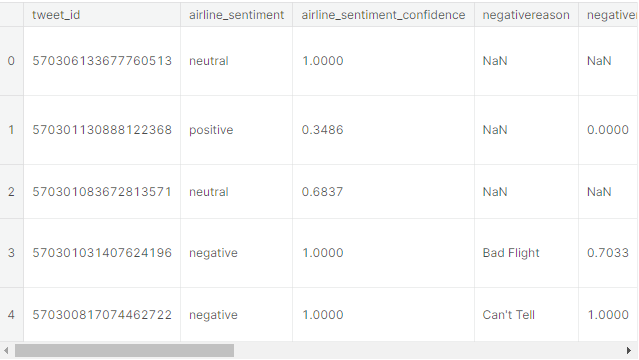 tweet_id airline_sentiment airline_sentiment_confidence negativereason negativer
0 570306133677760513 neutral 1.0000 NaN NaN
1 570301130888122368 positive 0.3486 NaN 0.0000
2 570301083672813571 neutral 0.6837 NaN NaN
3 570301031407624196 negative 1.0000 Bad Flight 0.7033
4 570300817074462722 negative 1.0000 Can't Tell 1.0000